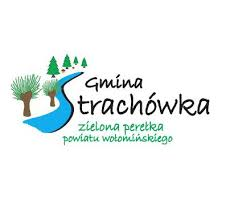 Gmina
Strachówka
zielona perełka
powiatu wołomińskiego